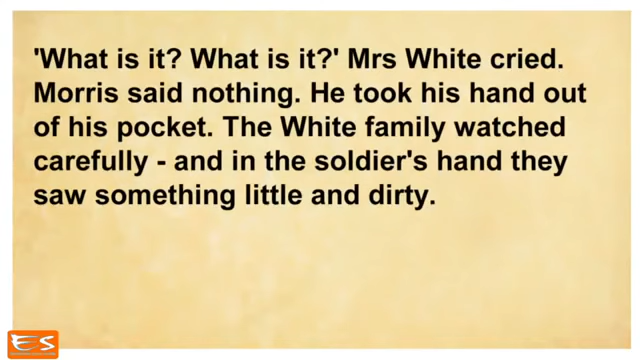 'What is it? What is it?' Mrs White cried.
Morris said nothing. He took his hand out
of his pocket. The White family watched
carefully - and in the soldier's hand they
saw something little and dirty.
ES